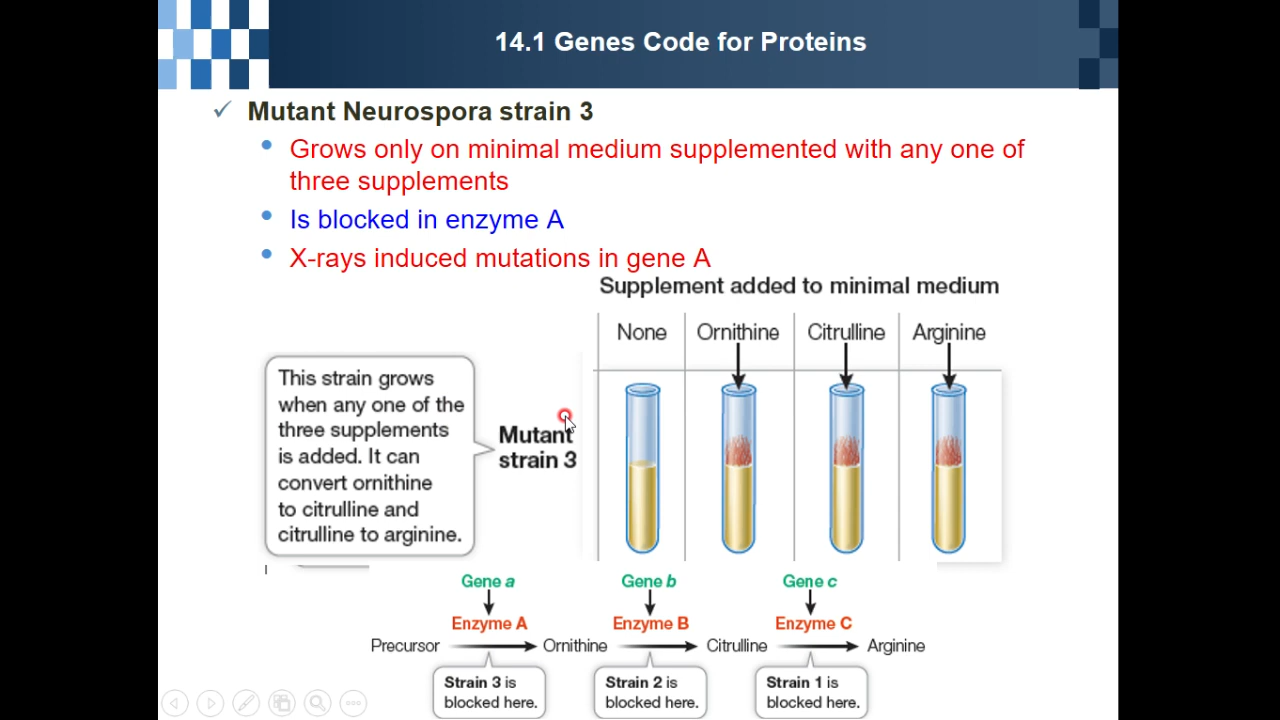 14.1 Genes Code for Proteins
Mutant Neurospora strain 3
Grows only on minimal medium supplemented with any one of
three supplements
Is blocked in enzyme A
X-rays induced mutations in gene A
Supplement added to minimal medium
None Ornithine Citrulline Arginine
This strain grows
when any one of the
three supplements
is added. It can
convert ornithine
to citrulline and
citrulline to arginine.
Mutant
strain 3
Gene a Gene b Gene c
Enzyme A Enzyme B Enzyme C
Precursor Ornithine Citrulline Arginine
Strain 3 is
blocked here.
Strain 2 is
blocked here.
Strain 1 is
blocked here.